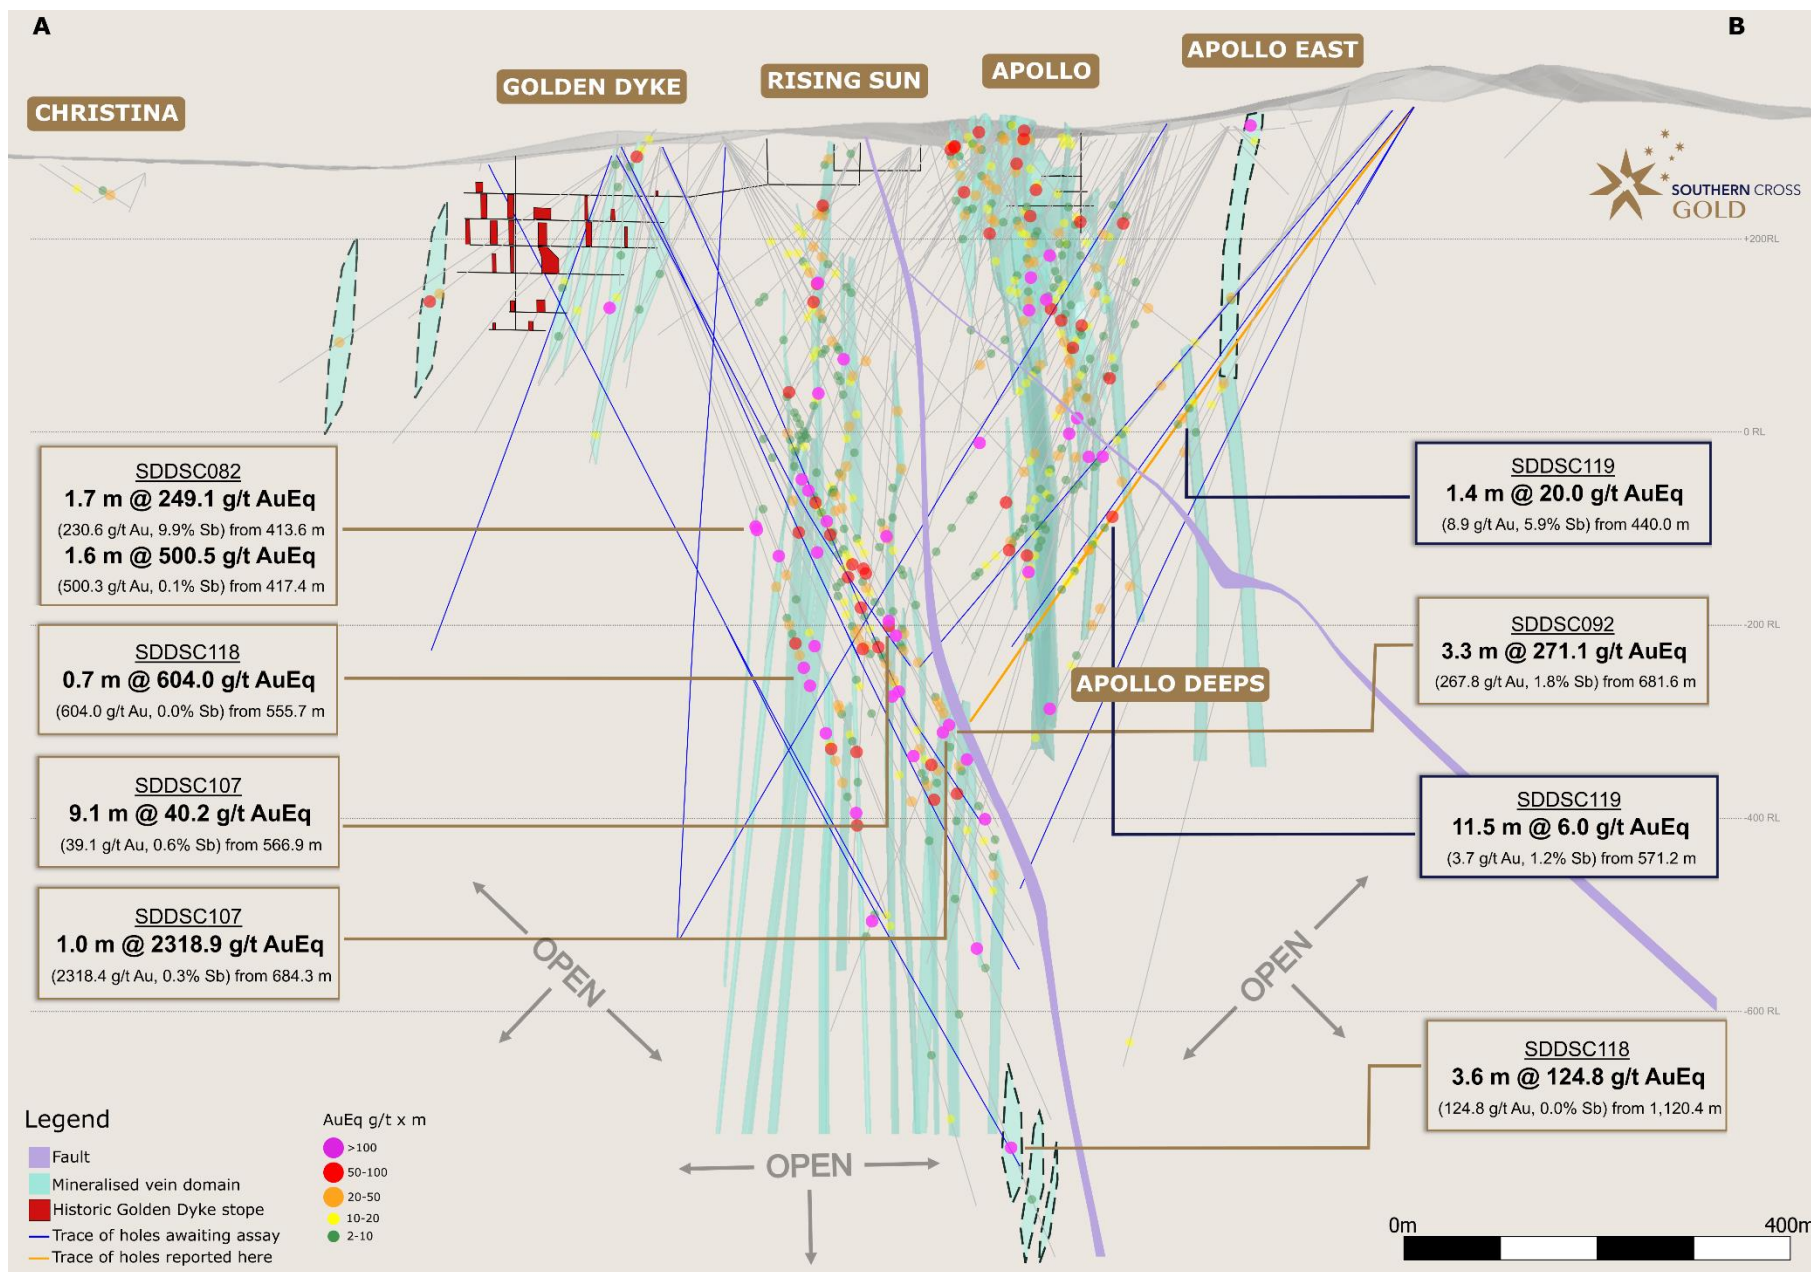 A
B
CHRISTINA
GOLDEN DYKE
RISING SUN
APOLLO
APOLLO EAST
SOUTHERN CROSS
GOLD
+200RL
0 RL
-200 RL
-400 RL
-600 RL
SDDSC082
1.7 m @ 249.1 g/t AuEq
(230.6 g/t Au, 9.9% Sb) from 413.6 m
1.6 m @ 500.5 g/t AuEq
(500.3 g/t Au, 0.1% Sb) from 417.4 m
SDDSC118
0.7 m @ 604.0 g/t AuEq
(604.0 g/t Au, 0.0% Sb) from 555.7 m
SDDSC107
9.1 m @ 40.2 g/t AuEq
(39.1 g/t Au, 0.6% Sb) from 566.9 m
SDDSC107
1.0 m @ 2318.9 g/t AuEq
(2318.4 g/t Au, 0.3% Sb) from 684.3 m
SDDSC119
1.4 m @ 20.0 g/t AuEq
(8.9 g/t Au, 5.9% Sb) from 440.0 m
SDDSC092
3.3 m @ 271.1 g/t AuEq
(267.8 g/t Au, 1.8% Sb) from 681.6 m
APOLLO DEEPS
SDDSC119
11.5 m @ 6.0 g/t AuEq
(3.7 g/t Au, 1.2% Sb) from 571.2 m
SDDSC118
3.6 m @ 124.8 g/t AuEq
(124.8 g/t Au, 0.0% Sb) from 1,120.4 m
OPEN
OPEN
OPEN
Legend
Fault
Mineralised vein domain
Historic Golden Dyke stope
Trace of holes awaiting assay
Trace of holes reported here
AuEq g/t x m
>100
50-100
20-50
10-20
2-10
0m
400m